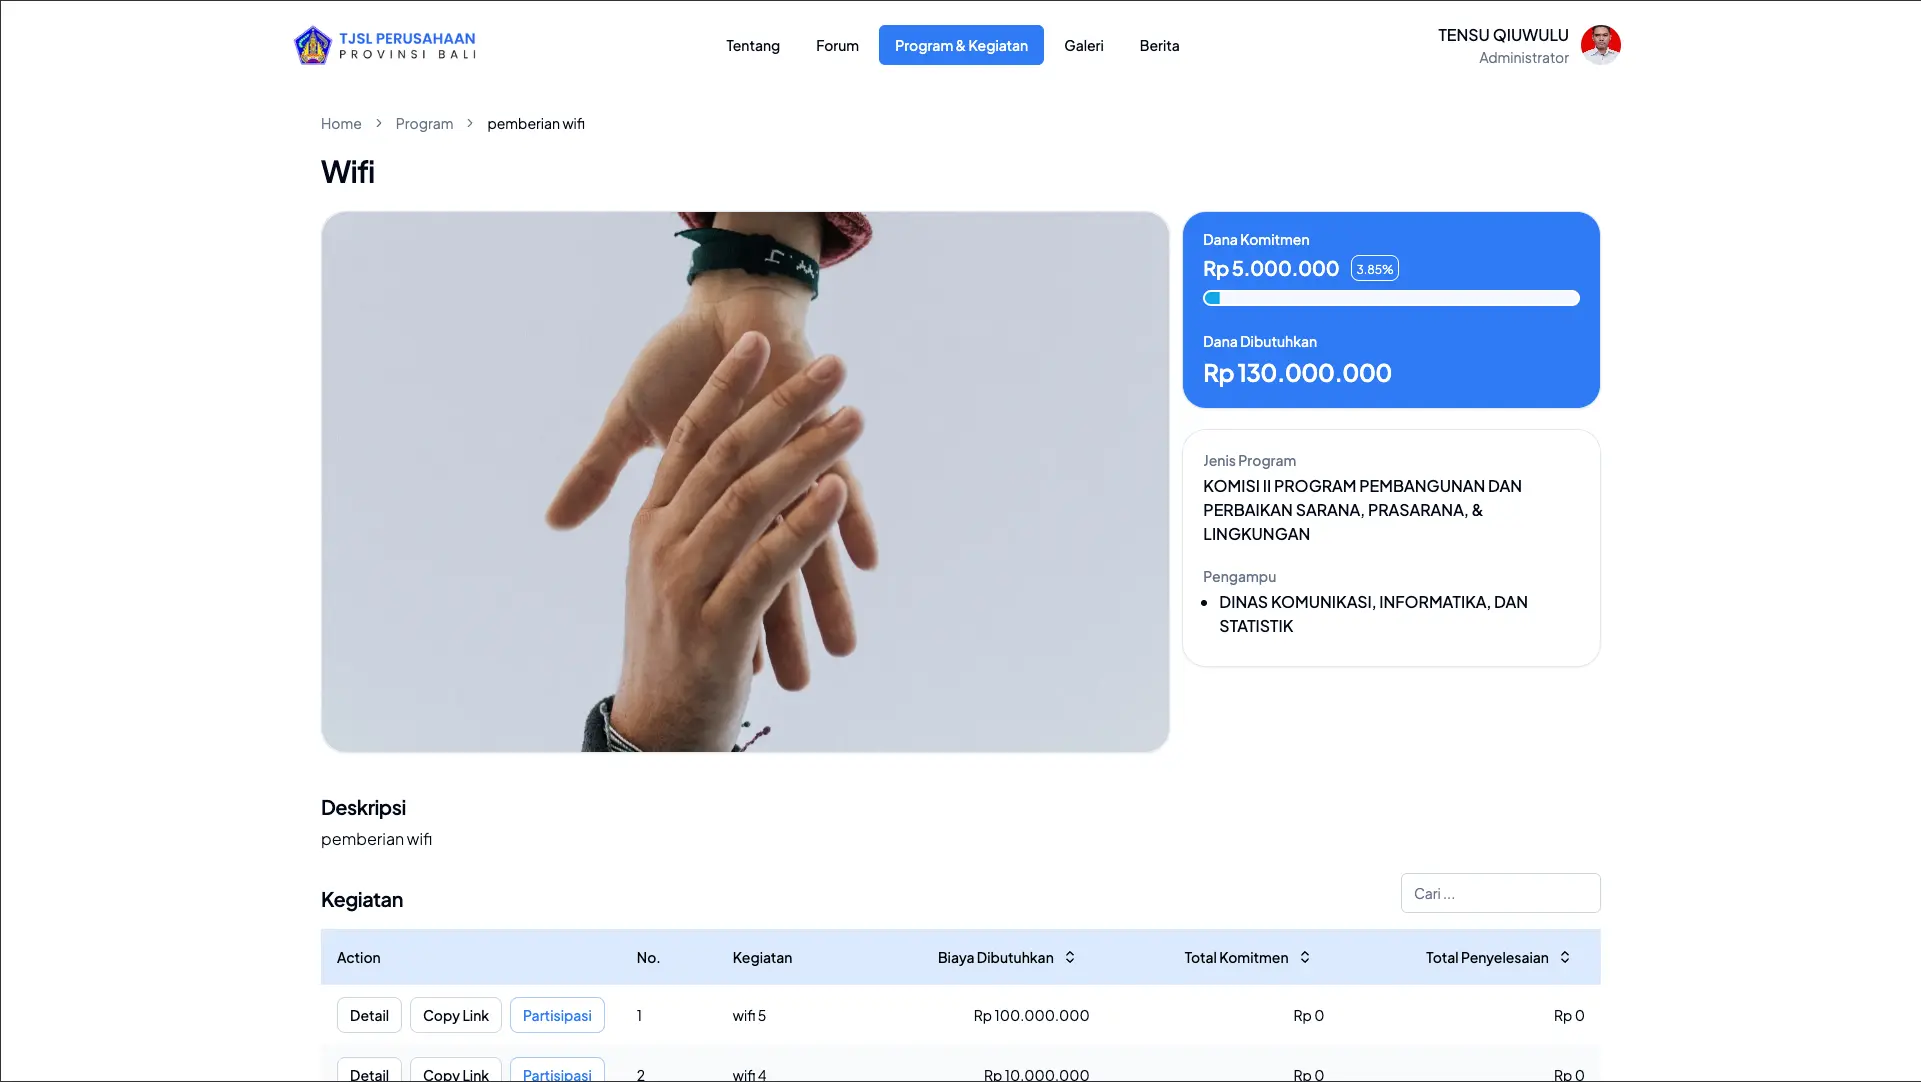 TJSL PERUSAHAAN
PROVINSI BALI
Tentang
Forum
Program & Kegiatan
Galeri
Berita
TENSU QIUWULU
Administrator
Home > Program > pemberian wifi
Wifi
Dana Komitmen
Rp 5.000.000 3.85%
Dana Dibutuhkan
Rp 130.000.000
Jenis Program
KOMISI II PROGRAM PEMBANGUNAN DAN
PERBAIKAN SARANA, PRASARANA, &
LINGKUNGAN
Pengampu
• DINAS KOMUNIKASI, INFORMATIKA, DAN
STATISTIK
Deskripsi
pemberian wifi
Kegiatan
Cari ...
Action No. Kegiatan Biaya Dibutuhkan Total Komitmen Total Penyelesaian
Detail Copy Link Partisipasi 1 wifi 5 Rp 100.000.000 Rp 0 Rp 0
Detail Copy Link Partisipasi 2 wifi 4 Rp 10.000.000 Rp 0 Rp 0